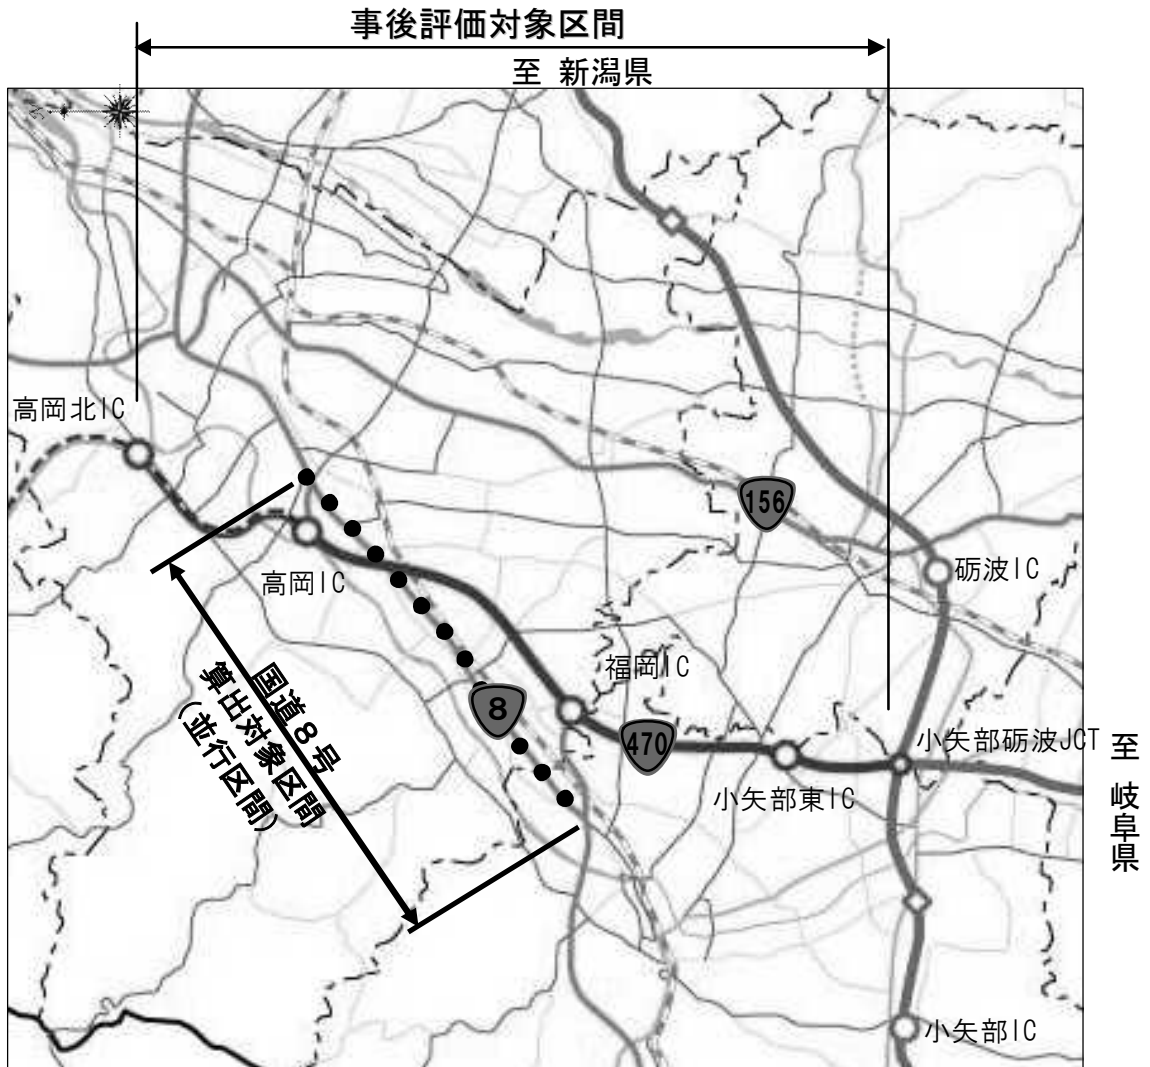 事後評価対象区間
至 新潟県
高岡北IC
156
砺波IC
高岡IC
福岡IC
国道8号
算出対象区間
(並行区間)
8
470
小矢部砺波JCT
至 岐阜県
小矢部東IC
小矢部IC